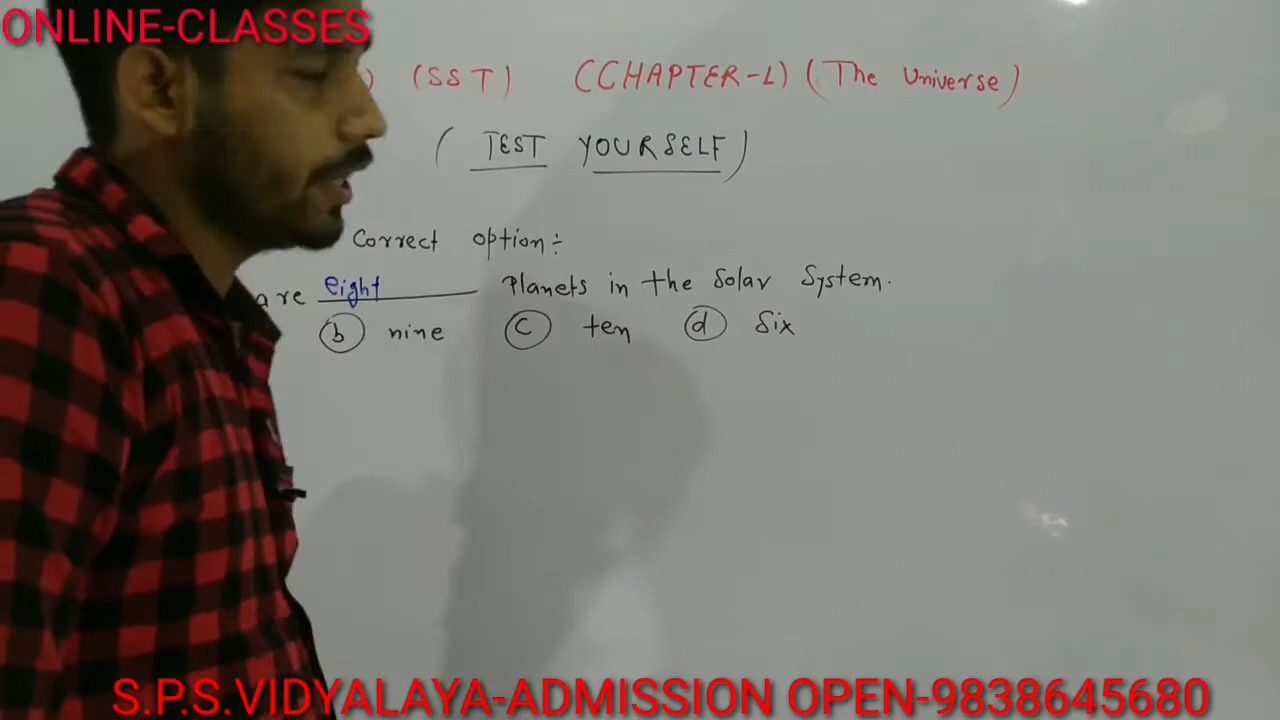 ONLINE-CLASSES
) (SST) (CHAPTER-1) (The Universe)
(TEST YOURSELF)
Correct option:
are eight Planets in the Solar System.
(b) nine (c) ten (d) Six
S.P.S.VIDYALAYA-ADMISSION OPEN-9838645680